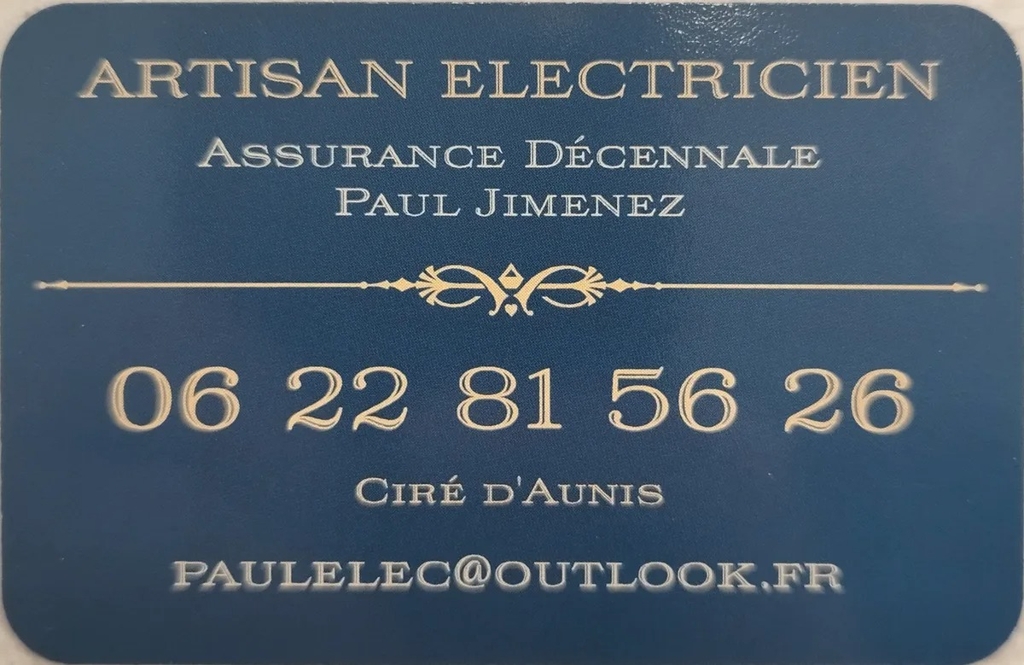 ARTISAN ELECTRICIEN
ASSURANCE DÉCENNALE
PAUL JIMENEZ
06 22 81 56 26
CIRÉ D'AUNIS
PAULELEC@OUTLOOK.FR